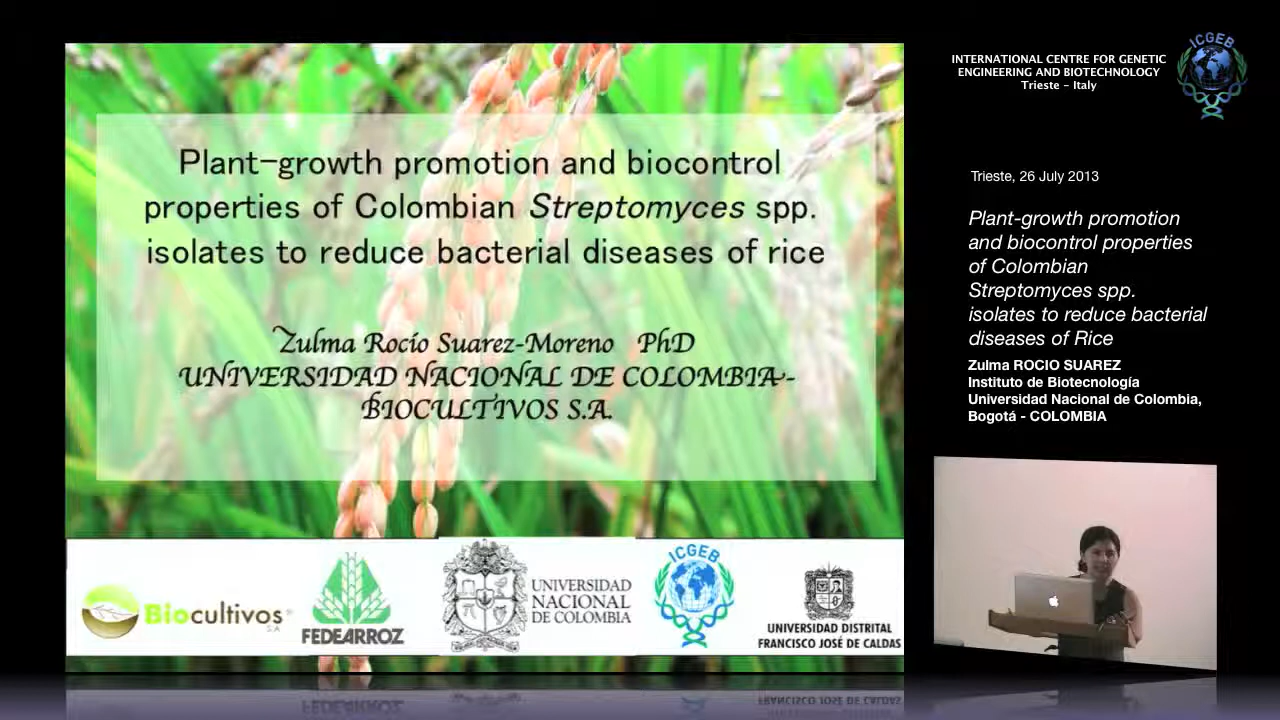 Plant-growth promotion and biocontrol
properties of Colombian Streptomyces spp.
isolates to reduce bacterial diseases of rice
Zulma Rocío Suarez-Moreno PhD
UNIVERSIDAD NACIONAL DE COLOMBIA-
BIOCULTIVOS S.A.
Biocultivos®
S.A
FEDEARROZ
UNIVERSIDAD
NACIONAL
DE COLOMBIA
ICGEB
UNIVERSIDAD DISTRITAL
FRANCISCO JOSÉ DE CALDAS
INTERNATIONAL CENTRE FOR GENETIC
ENGINEERING AND BIOTECHNOLOGY
Trieste - Italy
ICGEB
Trieste, 26 July 2013
Plant-growth promotion
and biocontrol properties
of Colombian
Streptomyces spp.
isolates to reduce bacterial
diseases of Rice
Zulma ROCIO SUAREZ
Instituto de Biotecnología
Universidad Nacional de Colombia,
Bogotá - COLOMBIA